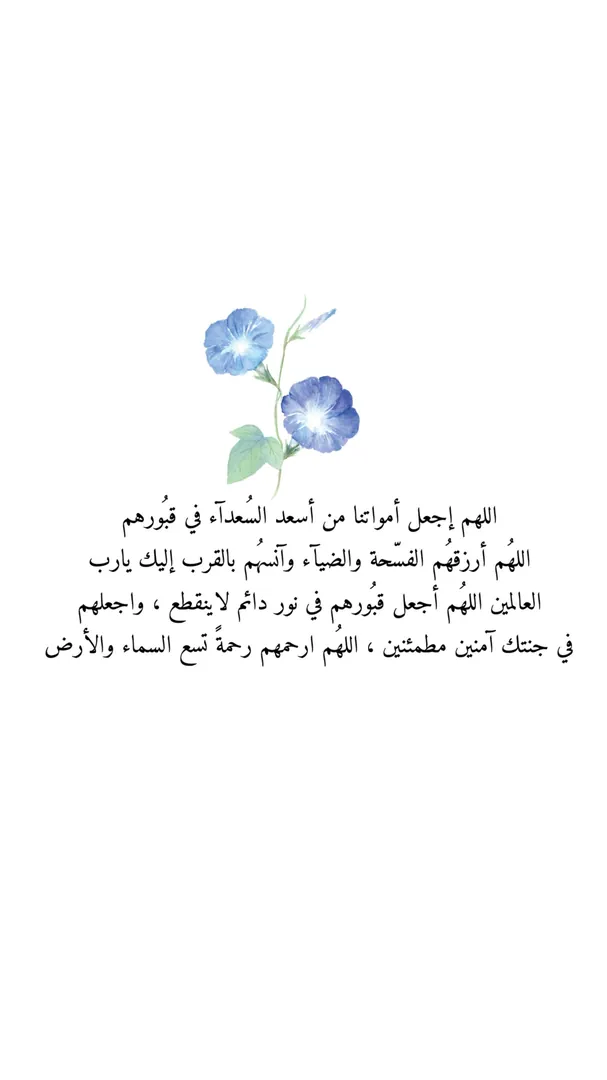 اللهم إجعل أمواتنا من أسعد السُعدآء في قبُورهم
اللهُم أرزقهُم الفسّحة والضيآء وآنسهُم بالقرب إليك يارب
العالمين اللهُم أجعل قبُورهم في نور دائم لاينقطع ، واجعلهم
في جنتك آمنين مطمئنين ، اللهُم ارحمهم رحمةً تسع السماء والأرض